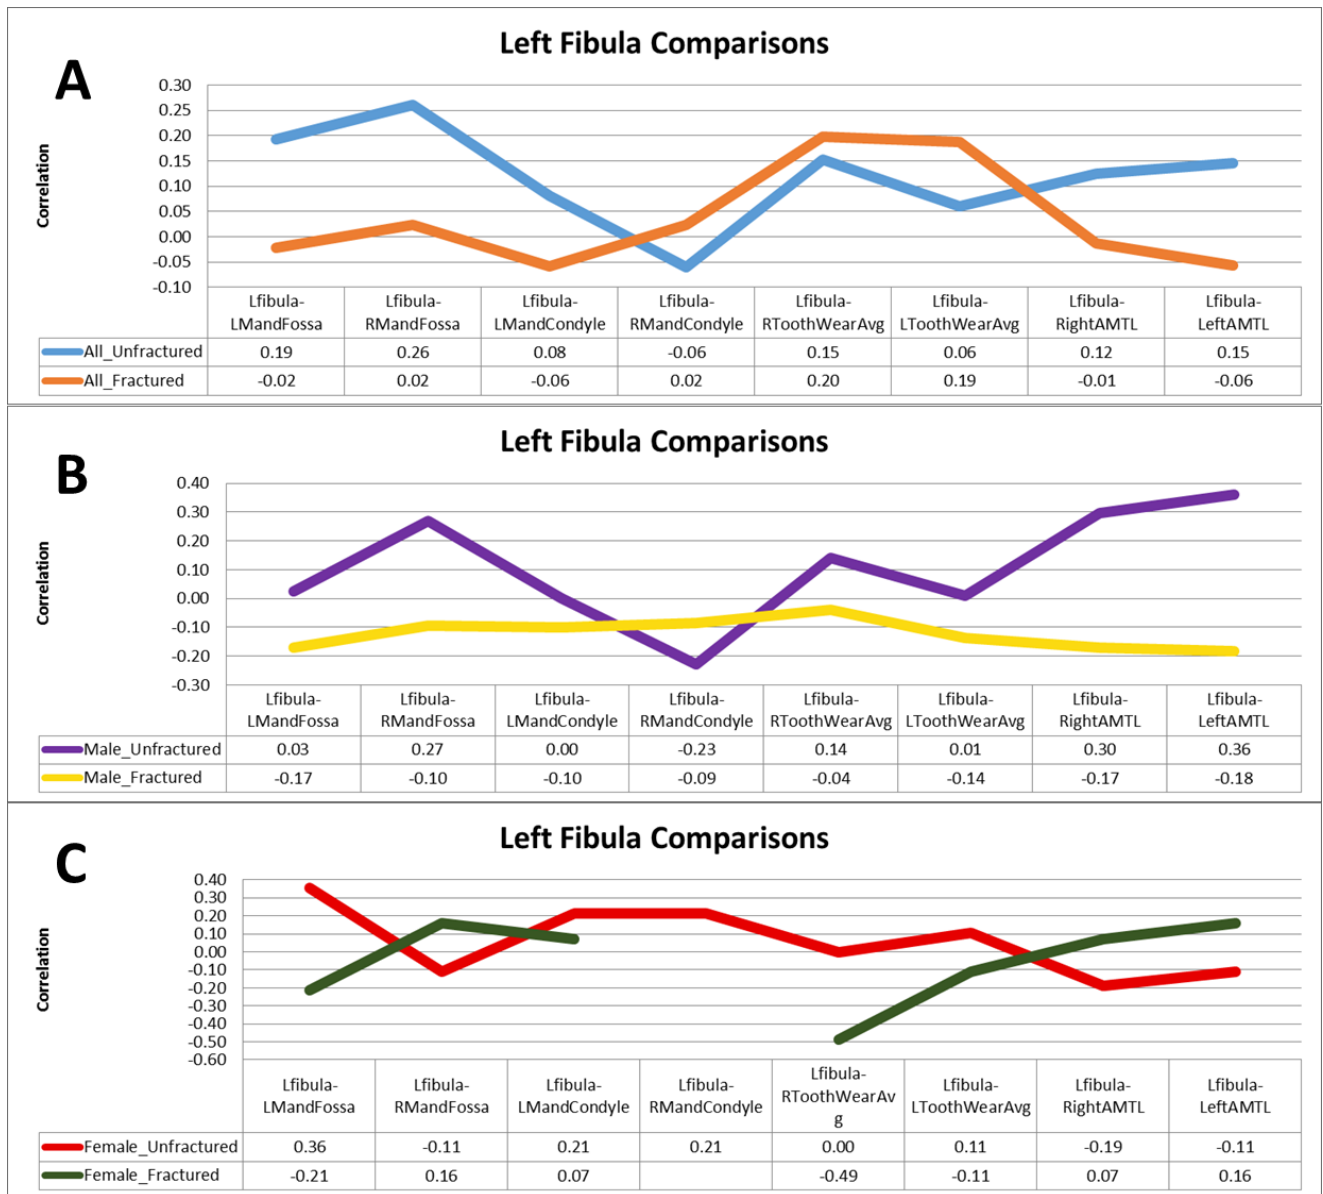 A
Left Fibula Comparisons
Correlation
0.30
0.25
0.20
0.15
0.10
0.05
0.00
-0.05
-0.10
Lfibula-LMandFossa Lfibula-RMandFossa Lfibula-LMandCondyle Lfibula-RMandCondyle Lfibula-RToothWearAvg Lfibula-LToothWearAvg Lfibula-RightAMTL Lfibula-LeftAMTL
All_Unfractured 0.19 0.26 0.08 -0.06 0.15 0.06 0.12 0.15
All_Fractured -0.02 0.02 -0.06 0.02 0.20 0.19 -0.01 -0.06
B
Left Fibula Comparisons
Correlation
0.40
0.30
0.20
0.10
0.00
-0.10
-0.20
-0.30
Lfibula-LMandFossa Lfibula-RMandFossa Lfibula-LMandCondyle Lfibula-RMandCondyle Lfibula-RToothWearAvg Lfibula-LToothWearAvg Lfibula-RightAMTL Lfibula-LeftAMTL
Male_Unfractured 0.03 0.27 0.00 -0.23 0.14 0.01 0.30 0.36
Male_Fractured -0.17 -0.10 -0.10 -0.09 -0.04 -0.14 -0.17 -0.18
C
Left Fibula Comparisons
Correlation
0.40
0.30
0.20
0.10
0.00
-0.10
-0.20
-0.30
-0.40
-0.50
-0.60
Lfibula-LMandFossa Lfibula-RMandFossa Lfibula-LMandCondyle Lfibula-RMandCondyle Lfibula-RToothWearAvg Lfibula-LToothWearAvg Lfibula-RightAMTL Lfibula-LeftAMTL
Female_Unfractured 0.36 -0.11 0.21 0.21 0.00 0.11 -0.19 -0.11
Female_Fractured -0.21 0.16 0.07 -0.49 -0.11 0.07 0.16